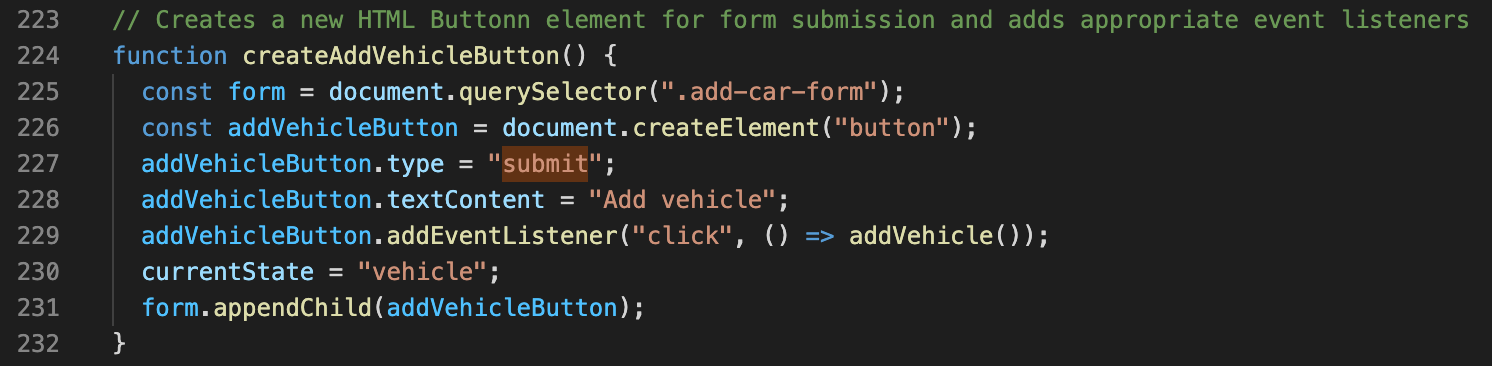 223 // Creates a new HTML Buttonn element for form submission and adds appropriate event listeners
224 function createAddVehicleButton() {
225 const form = document.querySelector(".add-car-form");
226 const addVehicleButton = document.createElement("button");
227 addVehicleButton.type = "submit";
228 addVehicleButton.textContent = "Add vehicle";
229 addVehicleButton.addEventListener("click", () => addVehicle());
230 currentState = "vehicle";
231 form.appendChild(addVehicleButton);
232 }